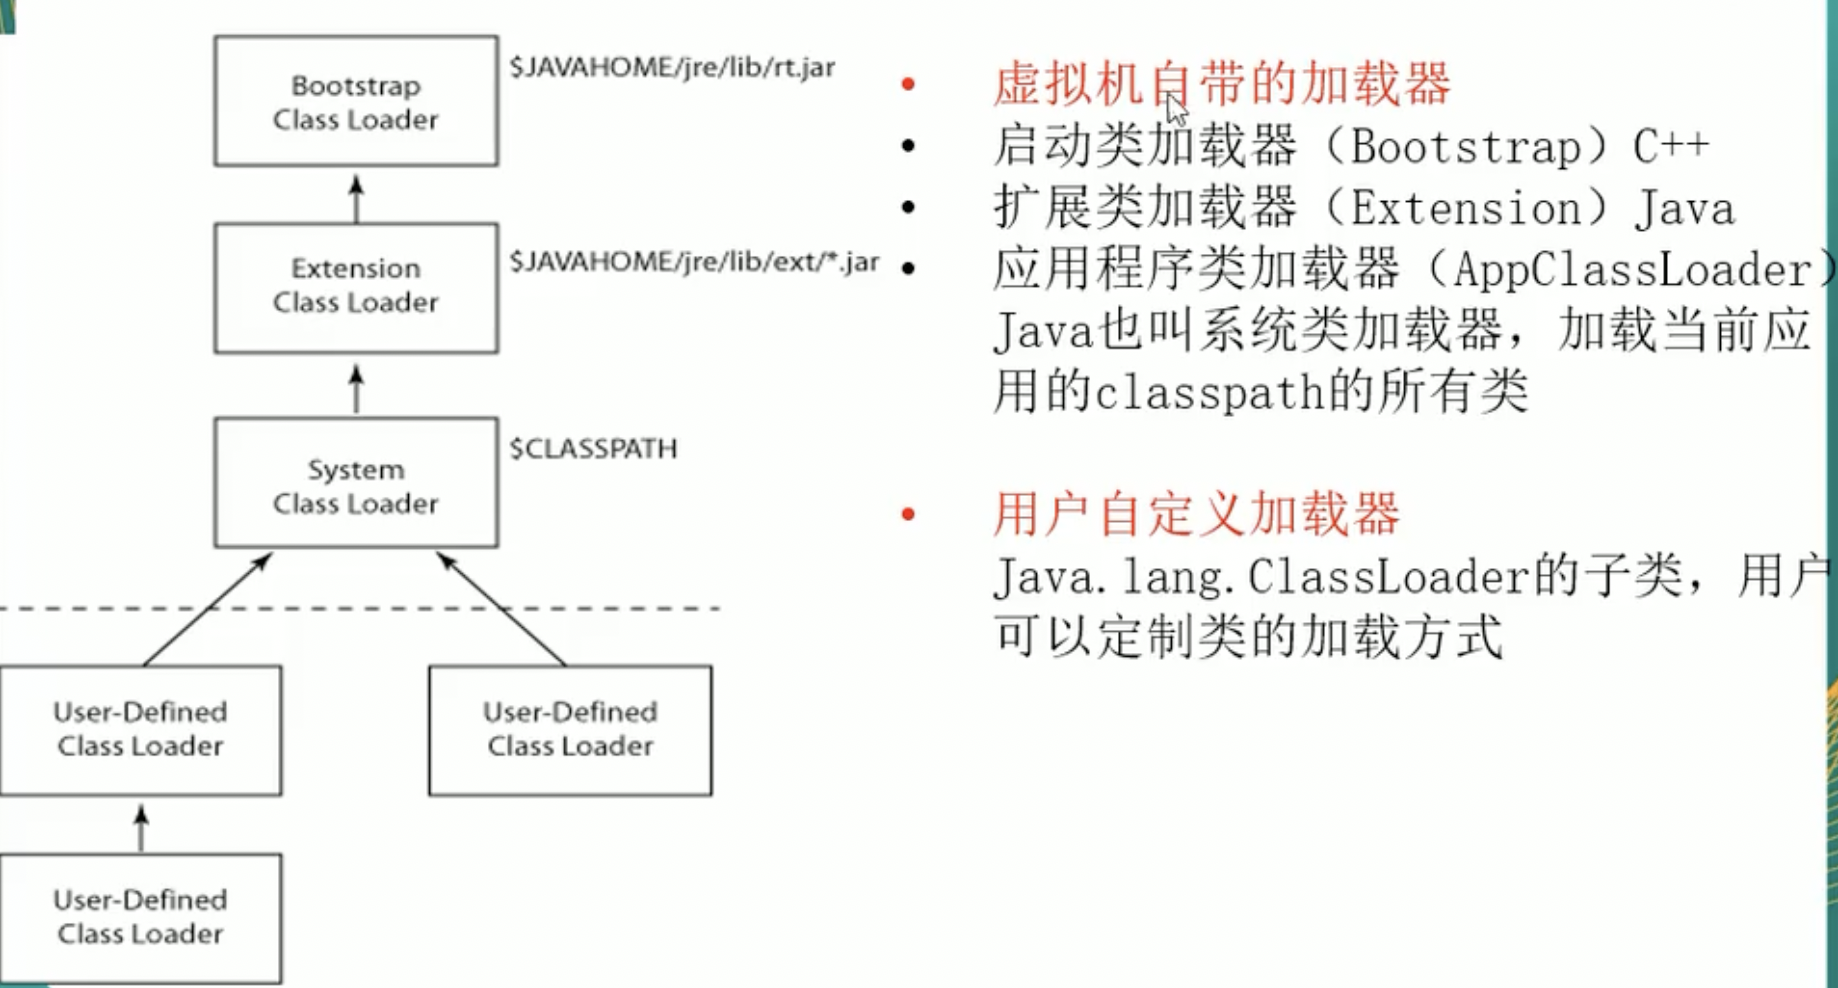 Bootstrap
Class Loader
$JAVAHOME/jre/lib/rt.jar
Extension
Class Loader
$JAVAHOME/jre/lib/ext/*.jar
System
Class Loader
$CLASSPATH
User-Defined
Class Loader
User-Defined
Class Loader
User-Defined
Class Loader
虚拟机自带的加载器
启动类加载器（Bootstrap）C++
扩展类加载器（Extension）Java
应用程序类加载器（AppClassLoader）
Java也叫系统类加载器，加载当前应
用的classpath的所有类
用户自定义加载器
Java.lang.ClassLoader的子类，用户
可以定制类的加载方式